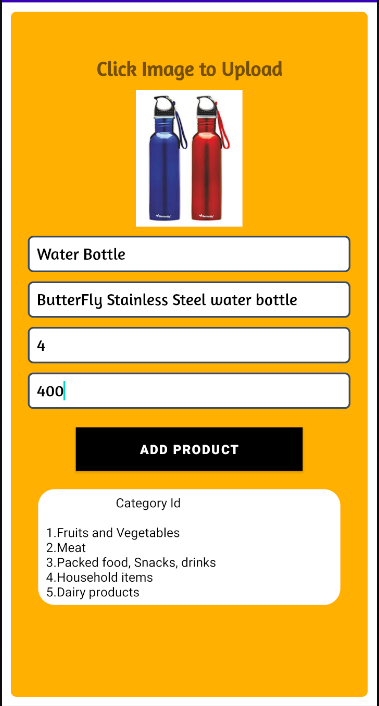 Click Image to Upload
Water Bottle
ButterFly Stainless Steel water bottle
4
400
ADD PRODUCT
Category Id
1.Fruits and Vegetables
2.Meat
3.Packed food, Snacks, drinks
4.Household items
5.Dairy products